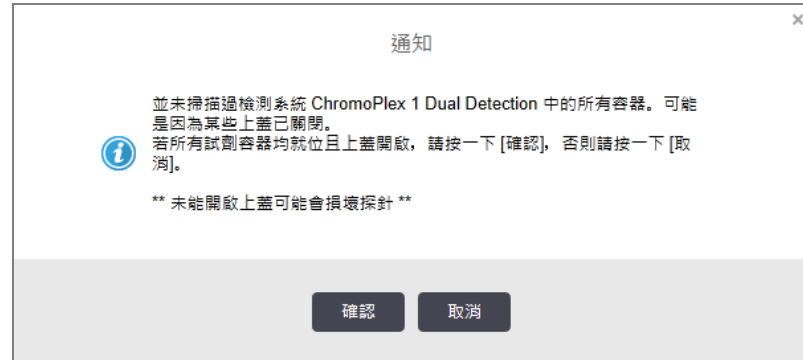 通知
並未掃描過檢測系統 ChromoPlex 1 Dual Detection 中的所有容器。可能
是因為某些上蓋已關閉。
若所有試劑容器均就位且上蓋開啟，請按一下 [確認]，否則請按一下 [取
消]。
** 未能開啟上蓋可能會損壞探針 **
確認
取消